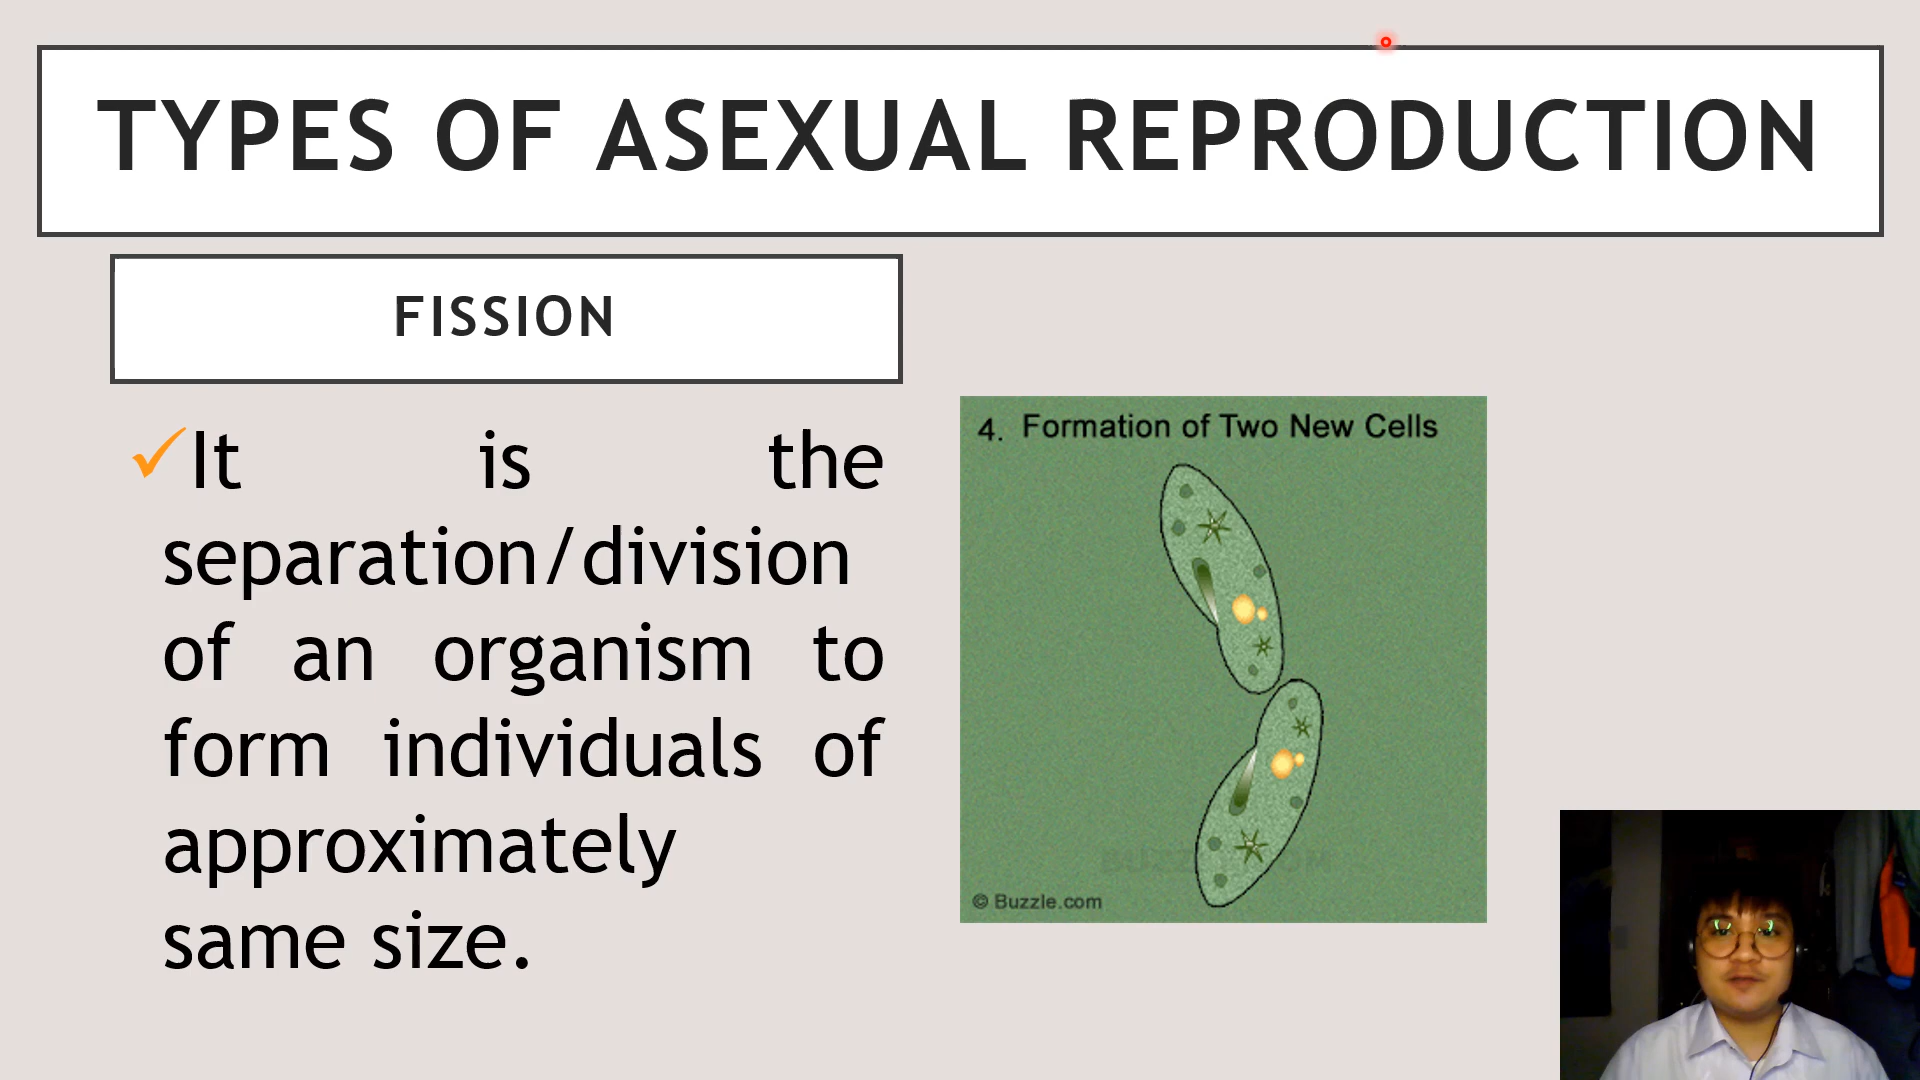 TYPES OF ASEXUAL REPRODUCTION
FISSION
It is the
separation/division
of an organism to
form individuals of
approximately
same size.
4. Formation of Two New Cells
© Buzzle.com